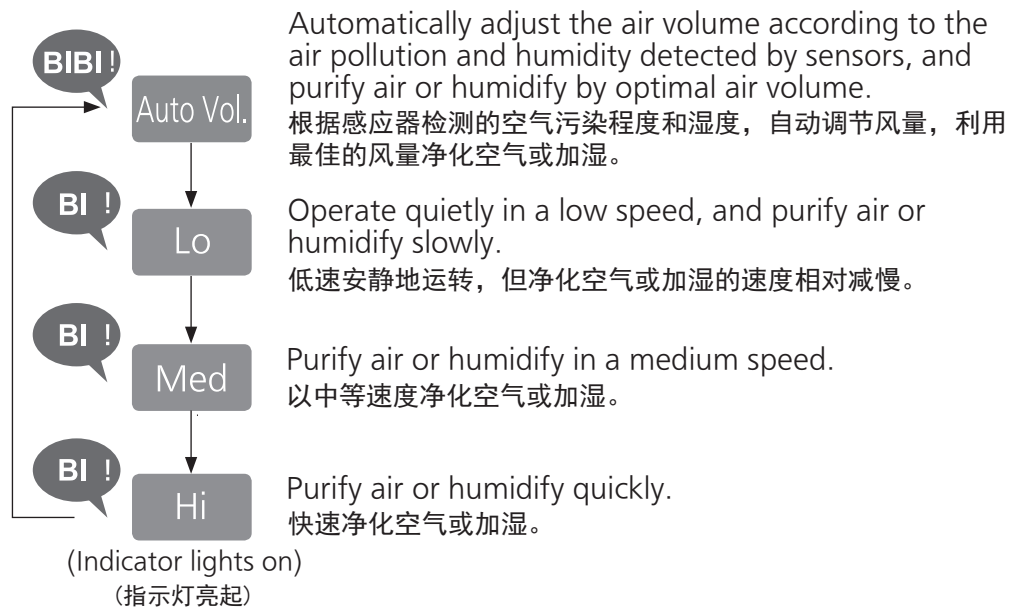 BIBI!
Auto Vol.
Automatically adjust the air volume according to the
air pollution and humidity detected by sensors, and
purify air or humidify by optimal air volume.
根据感应器检测的空气污染程度和湿度，自动调节风量，利用
最佳的风量净化空气或加湿。
BI !
Lo
Operate quietly in a low speed, and purify air or
humidify slowly.
低速安静地运转，但净化空气或加湿的速度相对减慢。
BI !
Med
Purify air or humidify in a medium speed.
以中等速度净化空气或加湿。
BI !
Hi
Purify air or humidify quickly.
快速净化空气或加湿。
(Indicator lights on)
(指示灯亮起)